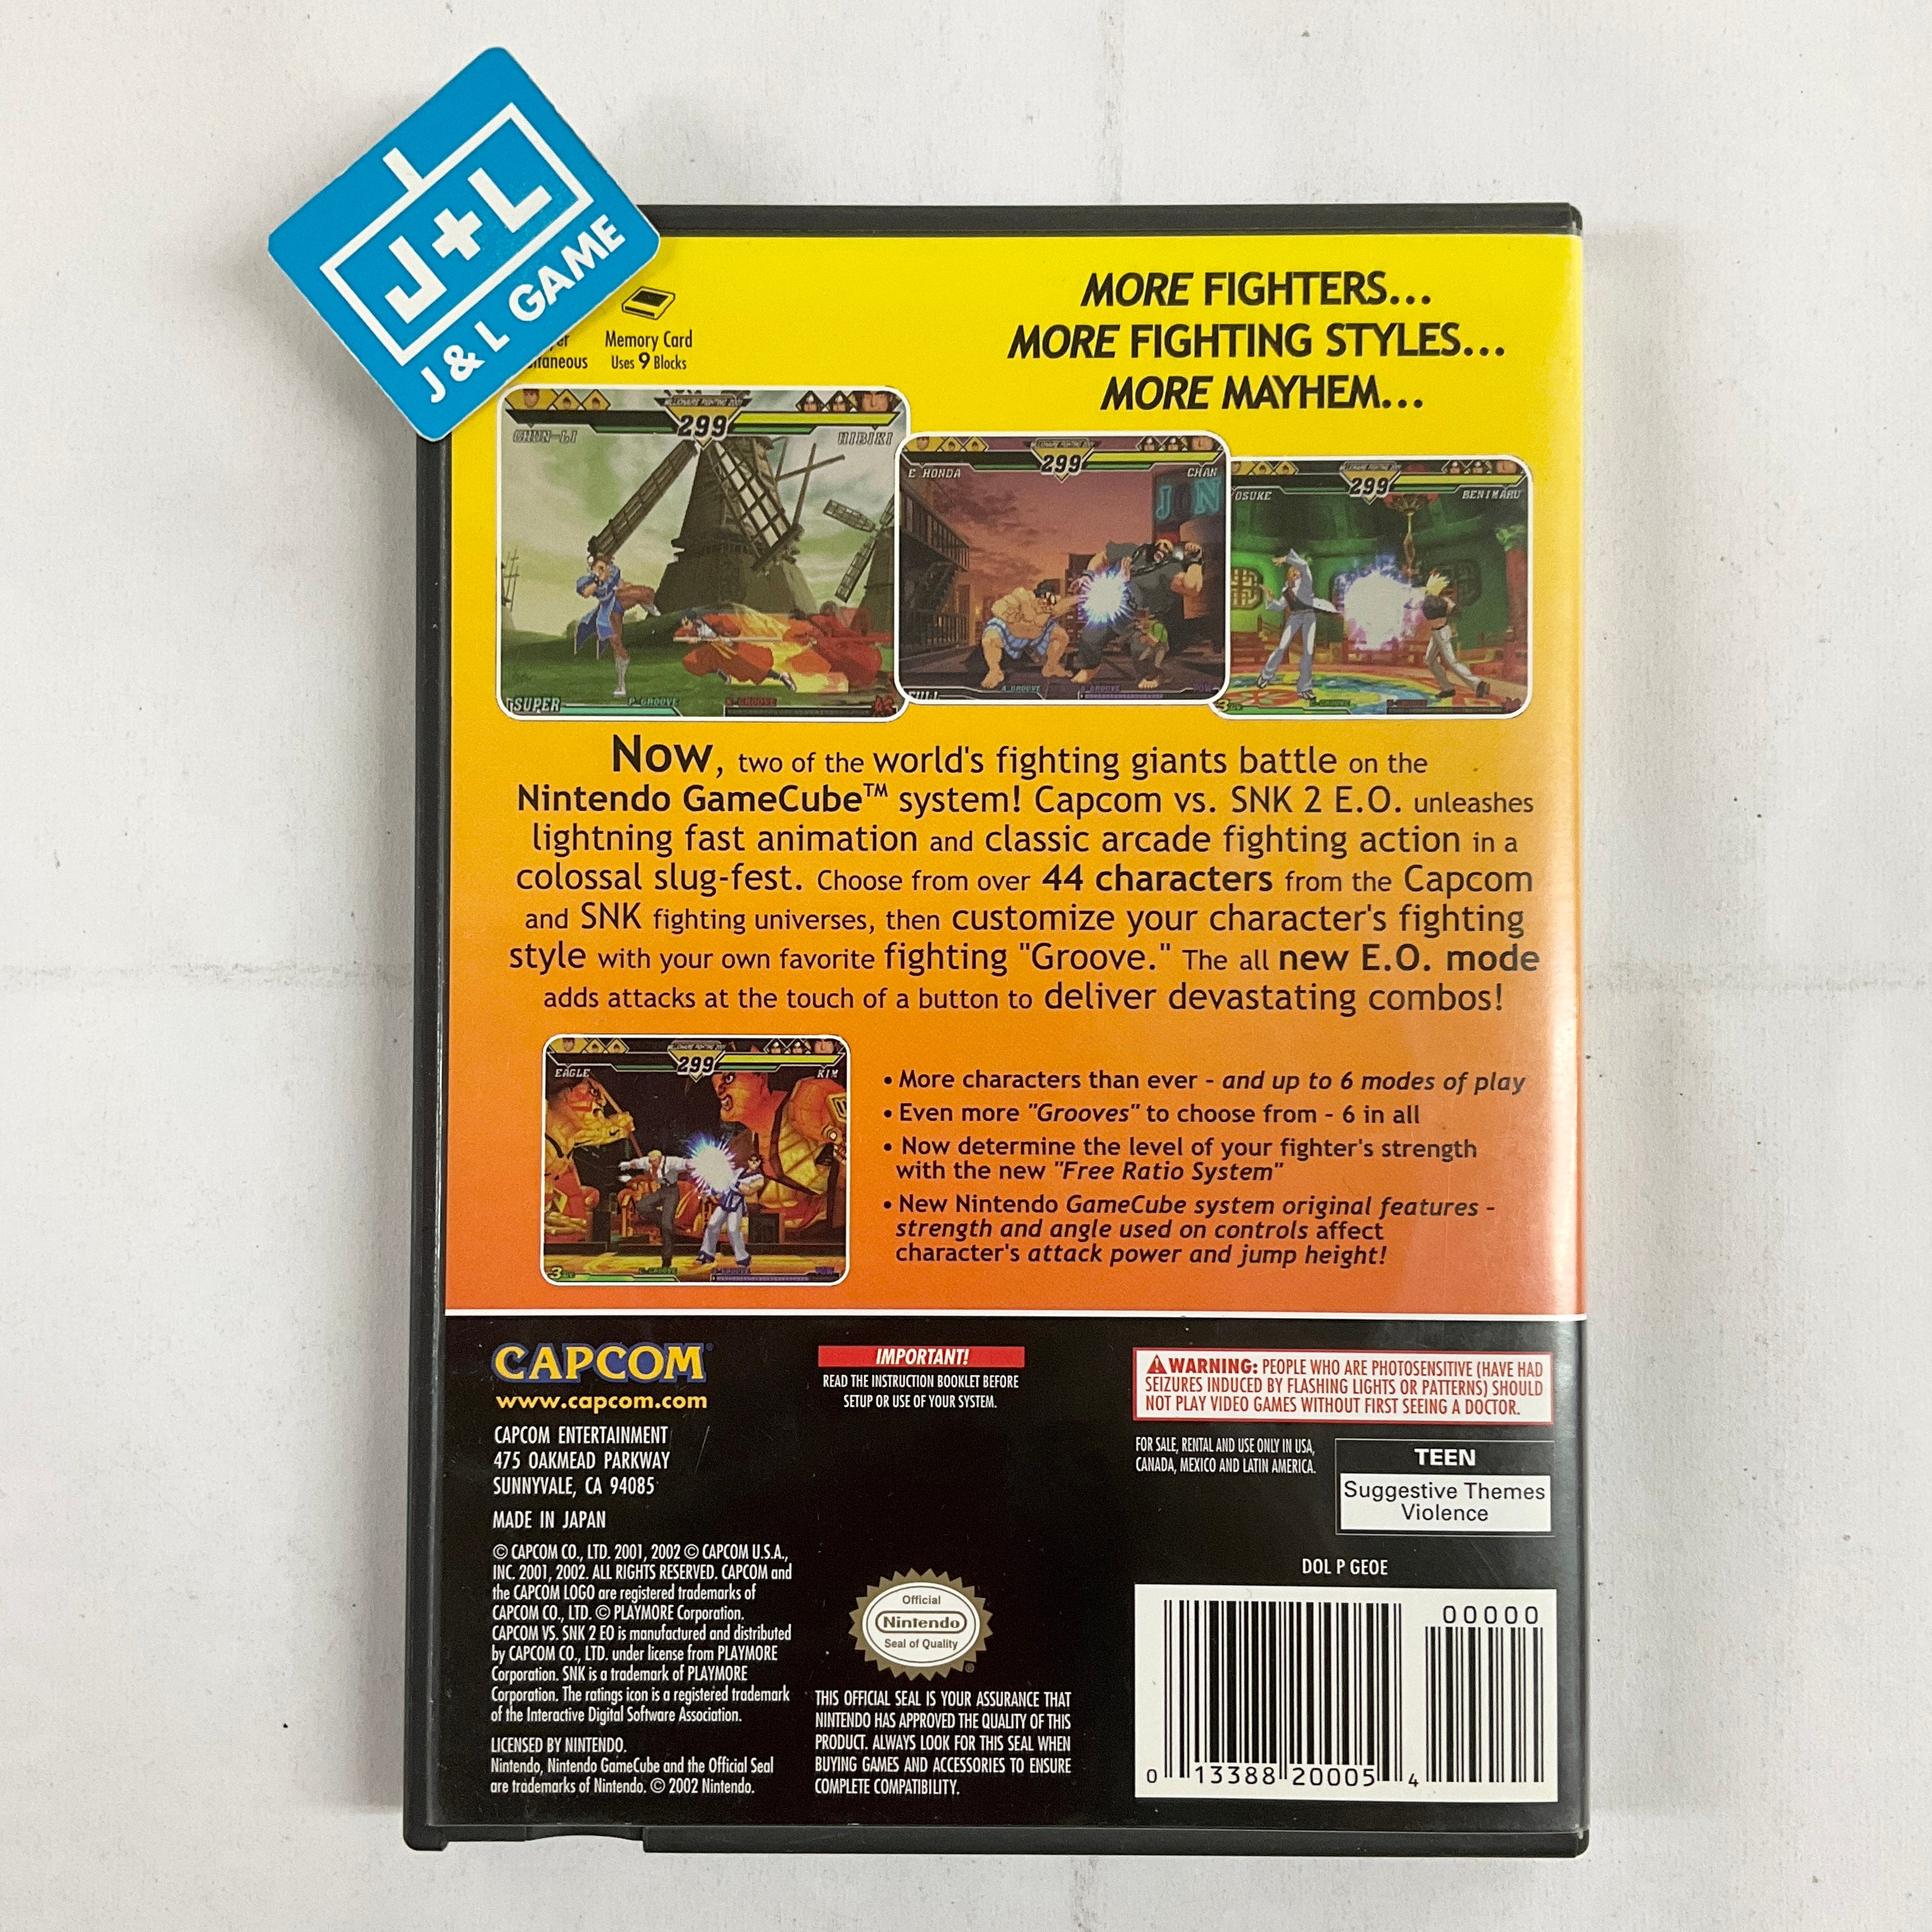 J+L
J & L GAME
Memory Card
Uses 9 Blocks
MORE FIGHTERS...
MORE FIGHTING STYLES...
MORE MAYHEM...
299
CHUN-LI
HIBIKI
SUPER
P-GROOVE
299
E HONDA
JON
299
BENIMARU
Now, two of the world's fighting giants battle on the
Nintendo GameCube™ system! Capcom vs. SNK 2 E.O. unleashes
lightning fast animation and classic arcade fighting action in a
colossal slug-fest. Choose from over 44 characters from the Capcom
and SNK fighting universes, then customize your character's fighting
style with your own favorite fighting "Groove." The all new E.O. mode
adds attacks at the touch of a button to deliver devastating combos!
299
EAGLE
KIM
• More characters than ever – and up to 6 modes of play
• Even more "Grooves" to choose from – 6 in all
• Now determine the level of your fighter's strength
with the new "Free Ratio System"
• New Nintendo GameCube system original features –
strength and angle used on controls affect
character's attack power and jump height!
CAPCOM
www.capcom.com
CAPCOM ENTERTAINMENT
475 OAKMEAD PARKWAY
SUNNYVALE, CA 94085
MADE IN JAPAN
© CAPCOM CO., LTD. 2001, 2002 © CAPCOM U.S.A.,
INC. 2001, 2002. ALL RIGHTS RESERVED. CAPCOM and
the CAPCOM LOGO are registered trademarks of
CAPCOM CO., LTD. © PLAYMORE Corporation.
CAPCOM VS. SNK 2 EO is manufactured and distributed
by CAPCOM CO., LTD. under license from PLAYMORE
Corporation. SNK is a trademark of PLAYMORE
Corporation. The ratings icon is a registered trademark
of the Interactive Digital Software Association.
LICENSED BY NINTENDO.
Nintendo, Nintendo GameCube and the Official Seal
are trademarks of Nintendo. © 2002 Nintendo.
IMPORTANT!
READ THE INSTRUCTION BOOKLET BEFORE
SETUP OR USE OF YOUR SYSTEM.
Official
Nintendo
Seal of Quality
THIS OFFICIAL SEAL IS YOUR ASSURANCE THAT
NINTENDO HAS APPROVED THE QUALITY OF THIS
PRODUCT. ALWAYS LOOK FOR THIS SEAL WHEN
BUYING GAMES AND ACCESSORIES TO ENSURE
COMPLETE COMPATIBILITY.
WARNING: PEOPLE WHO ARE PHOTOSENSITIVE (HAVE HAD
SEIZURES INDUCED BY FLASHING LIGHTS OR PATTERNS) SHOULD
NOT PLAY VIDEO GAMES WITHOUT FIRST SEEING A DOCTOR.
FOR SALE, RENTAL AND USE ONLY IN USA,
CANADA, MEXICO AND LATIN AMERICA.
TEEN
Suggestive Themes
Violence
DOL P GEOE
00000
0 13388 20005 4